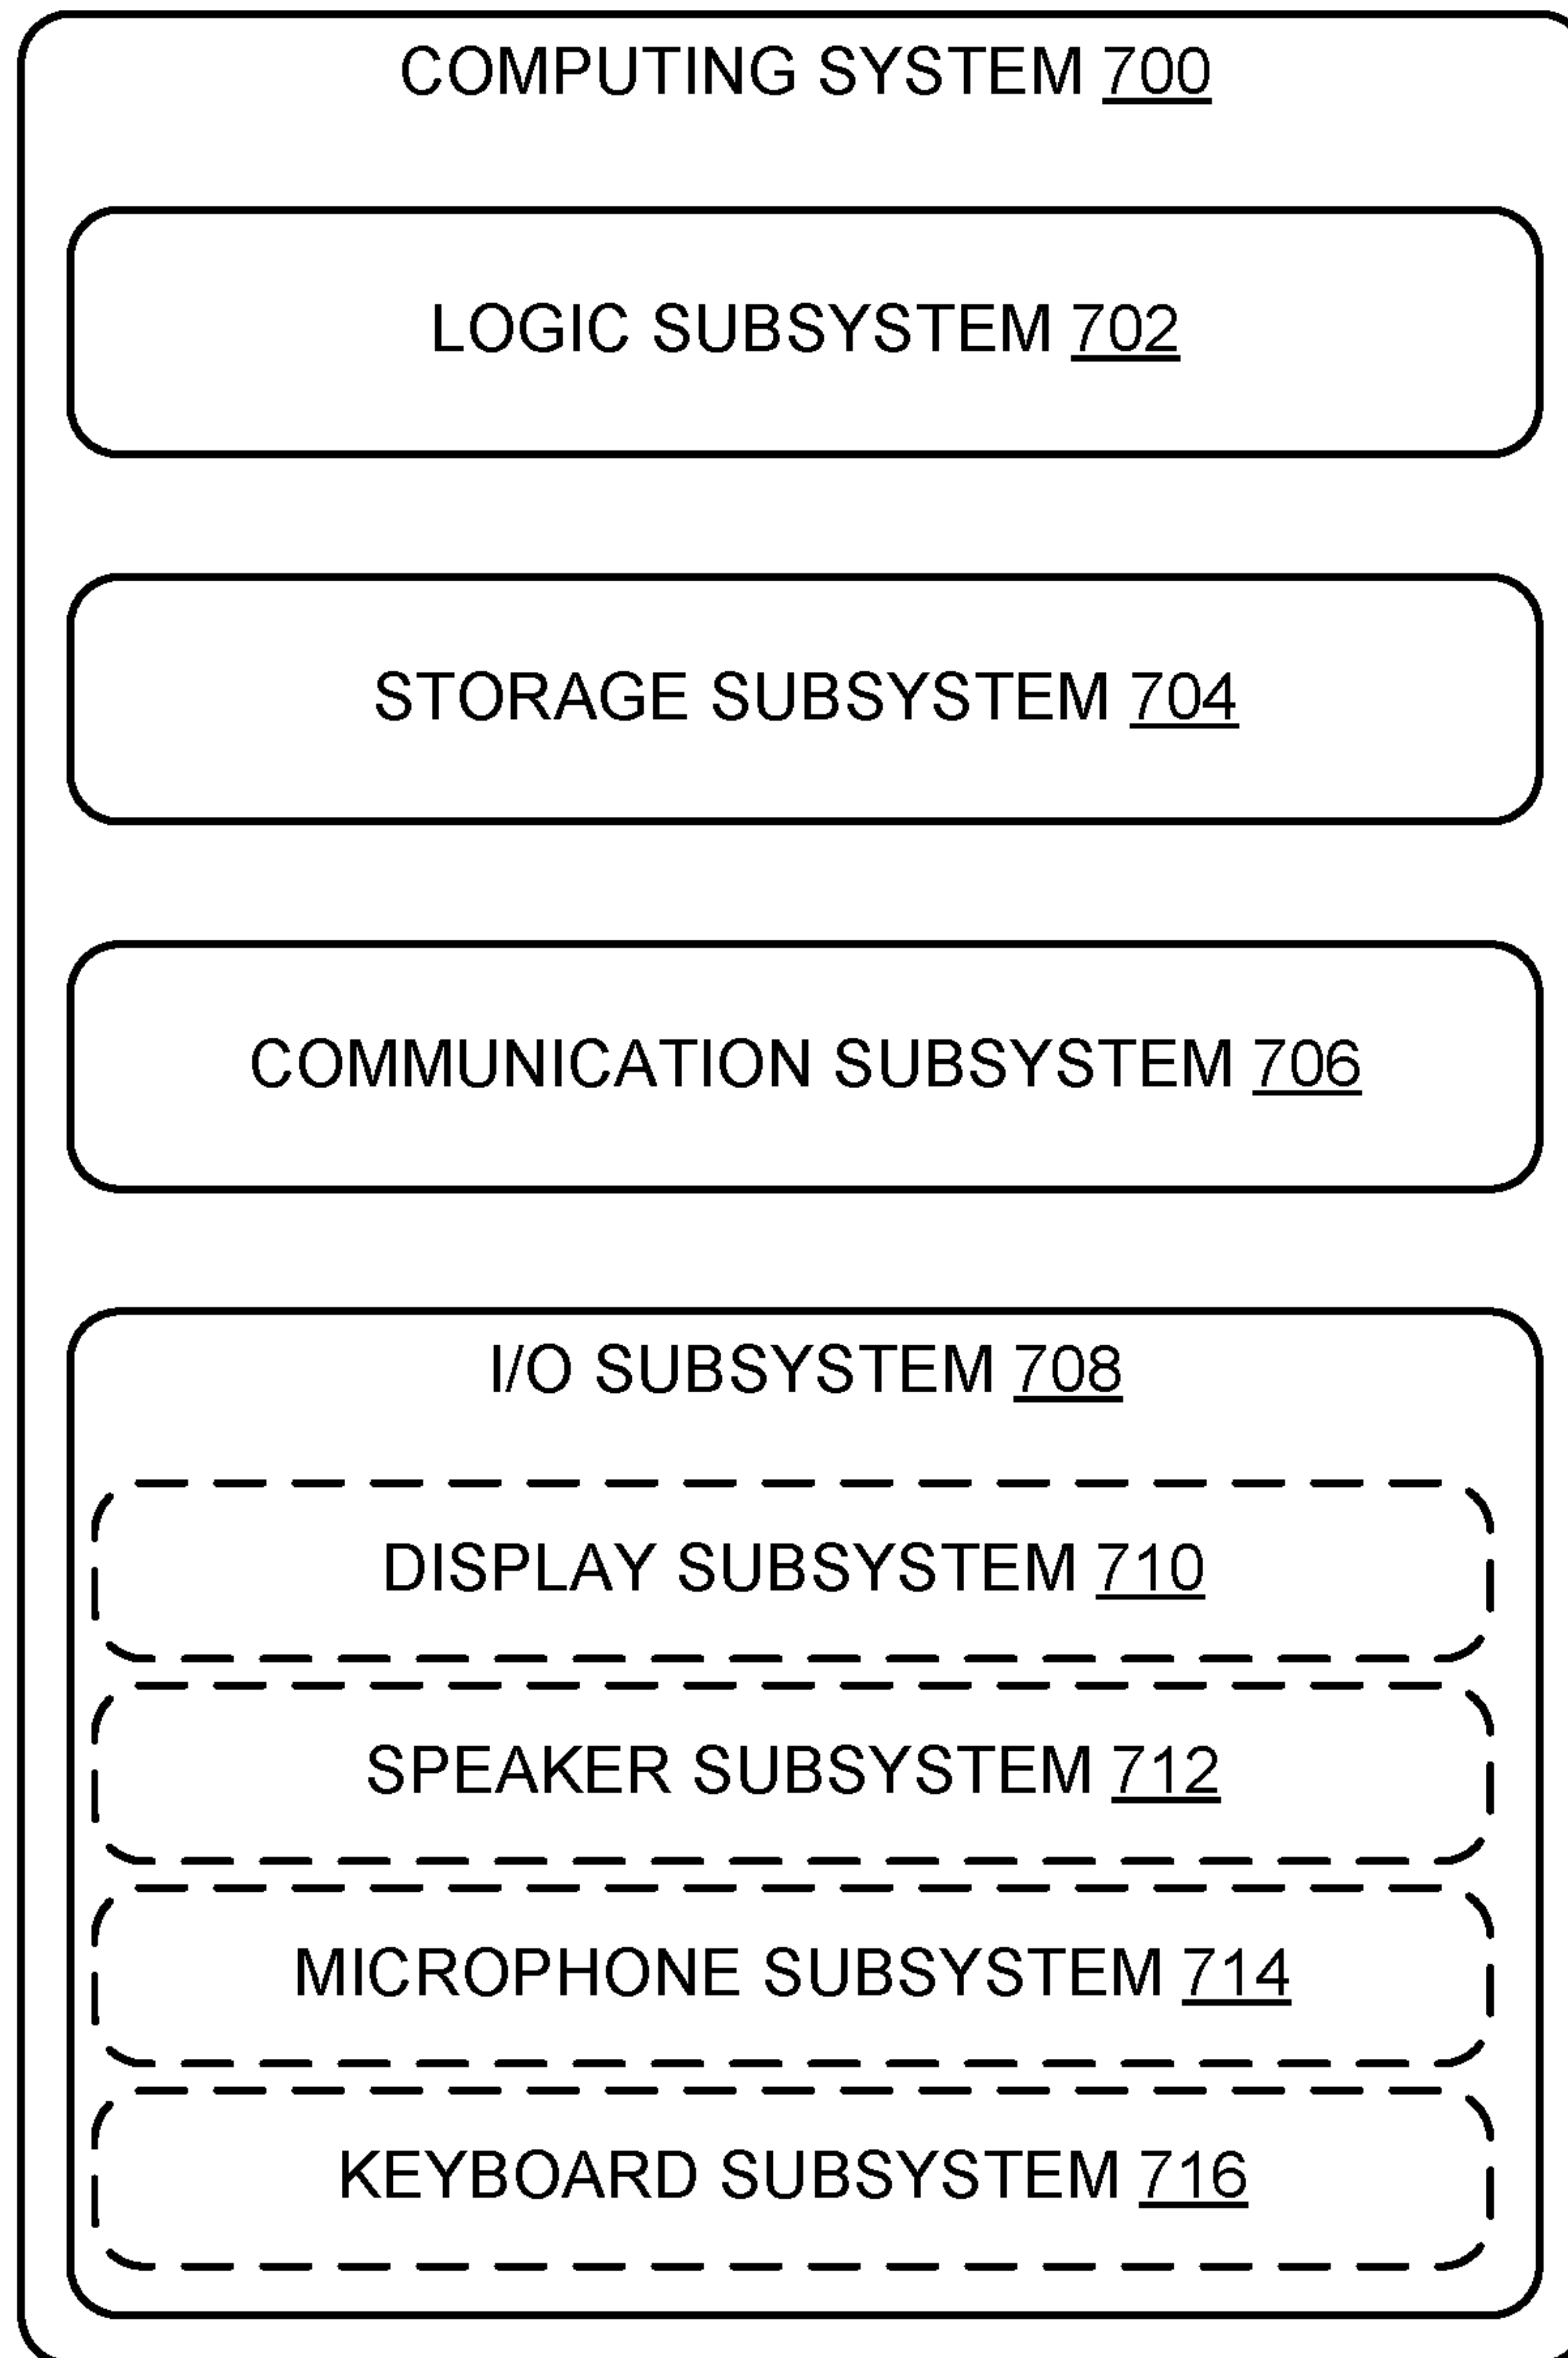 COMPUTING SYSTEM 700
LOGIC SUBSYSTEM 702
STORAGE SUBSYSTEM 704
COMMUNICATION SUBSYSTEM 706
I/O SUBSYSTEM 708
DISPLAY SUBSYSTEM 710
SPEAKER SUBSYSTEM 712
MICROPHONE SUBSYSTEM 714
KEYBOARD SUBSYSTEM 716